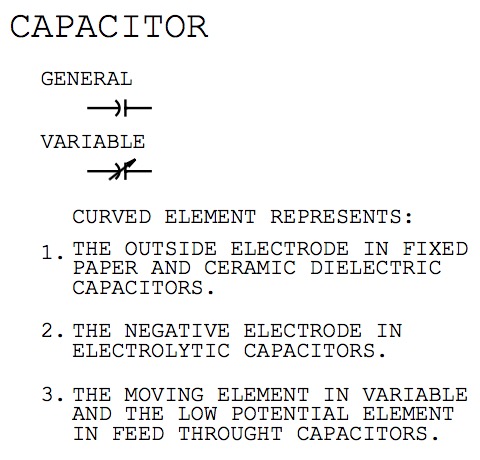 CAPACITOR
GENERAL
VARIABLE
CURVED ELEMENT REPRESENTS:
1. THE OUTSIDE ELECTRODE IN FIXED
PAPER AND CERAMIC DIELECTRIC
CAPACITORS.
2. THE NEGATIVE ELECTRODE IN
ELECTROLYTIC CAPACITORS.
3. THE MOVING ELEMENT IN VARIABLE
AND THE LOW POTENTIAL ELEMENT
IN FEED THROUGHT CAPACITORS.